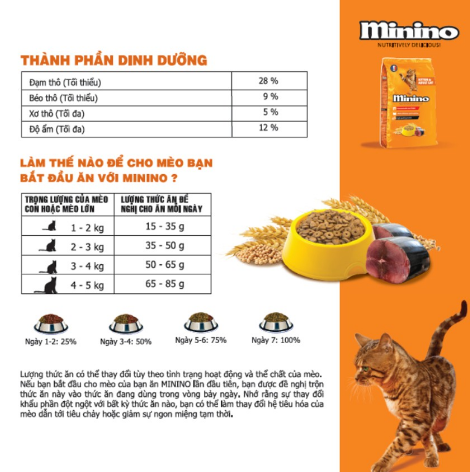 Minino
NUTRITIVELY DELICIOUS!
THÀNH PHẦN DINH DƯỠNG
Đạm thô (Tối thiểu) 28 %
Béo thô (Tối thiểu) 9 %
Xơ thô (Tối đa) 5 %
Độ ẩm (Tối đa) 12 %
minino
LÀM THẾ NÀO ĐỂ CHO MÈO BẠN
BẮT ĐẦU ĂN VỚI MININO ?
TRỌNG LƯỢNG CỦA MÈO LƯỢNG THỨC ĂN ĐỀ
CON HOẶC MÈO LỚN NGHỊ CHO ĂN MỖI NGÀY
1 - 2 kg 15 - 35 g
2 - 3 kg 35 - 50 g
3 - 4 kg 50 - 65 g
4 - 5 kg 65 - 85 g
Ngày 1-2: 25% Ngày 3-4: 50% Ngày 5-6: 75% Ngày 7: 100%
Lượng thức ăn có thể thay đổi tùy theo tình trạng hoạt động và thể chất của mèo.
Nếu bạn bắt đầu cho mèo của bạn ăn MININO lần đầu tiên, bạn được đề nghị trộn
thức ăn này vào thức ăn đang dùng trong vòng bảy ngày. Nhớ rằng sự thay đổi
khẩu phần đột ngột với bất kỳ thức ăn nào, bạn có thể làm thay đổi hệ tiêu hóa của
mèo dẫn tới tiêu chảy hoặc giảm sự ngon miệng tạm thời.